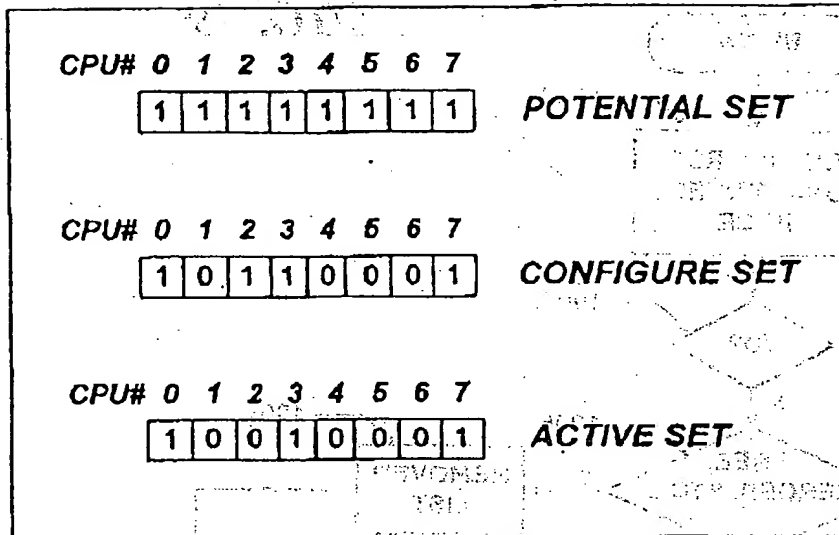 CPU# 0 1 2 3 4 5 6 7
1 1 1 1 1 1 1 1 POTENTIAL SET
CPU# 0 1 2 3 4 5 6 7
1 0 1 1 0 0 0 1 CONFIGURE SET
CPU# 0 1 2 3 4 5 6 7
1 0 0 1 0 0 0 1 ACTIVE SET